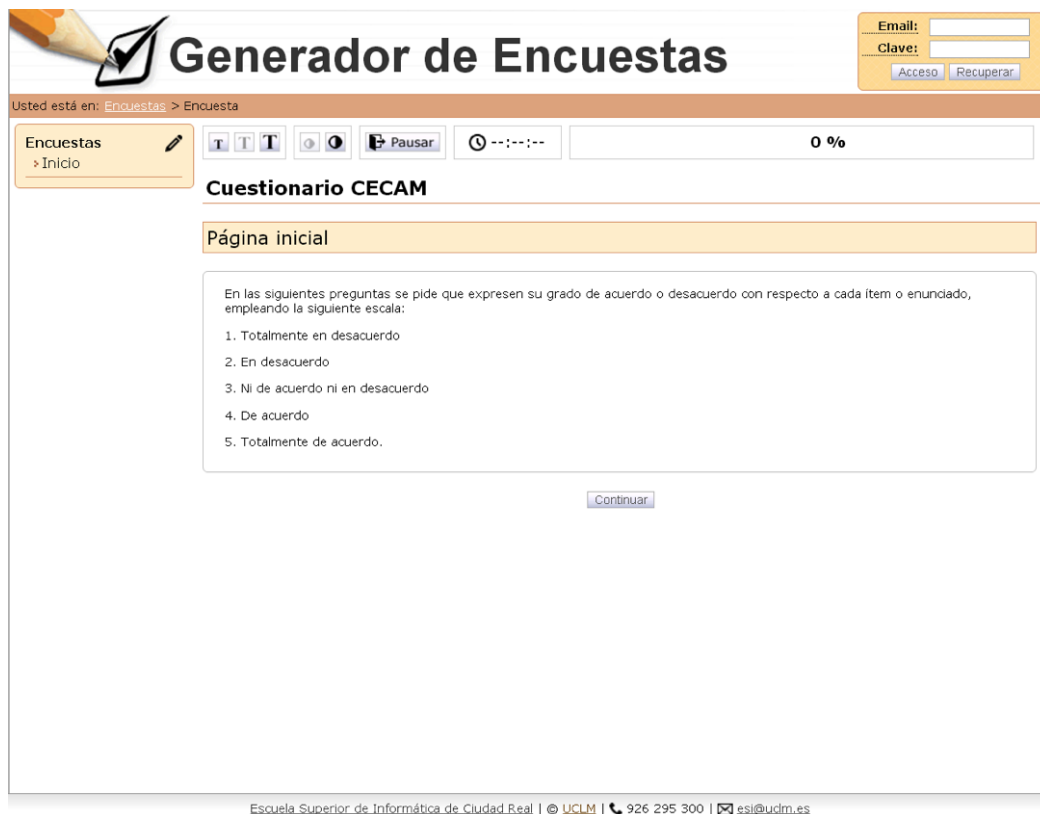 Generador de Encuestas
Email:
Clave:
Acceso Recuperar
Usted está en: Encuestas > Encuesta
Encuestas
Inicio
T T T Pausar --:--:-- 0 %
Cuestionario CECAM
Página inicial
En las siguientes preguntas se pide que expresen su grado de acuerdo o desacuerdo con respecto a cada ítem o enunciado,
empleando la siguiente escala:
1. Totalmente en desacuerdo
2. En desacuerdo
3. Ni de acuerdo ni en desacuerdo
4. De acuerdo
5. Totalmente de acuerdo.
Continuar
Escuela Superior de Informática de Ciudad Real | © UCLM | 926 295 300 | esi@uclm.es